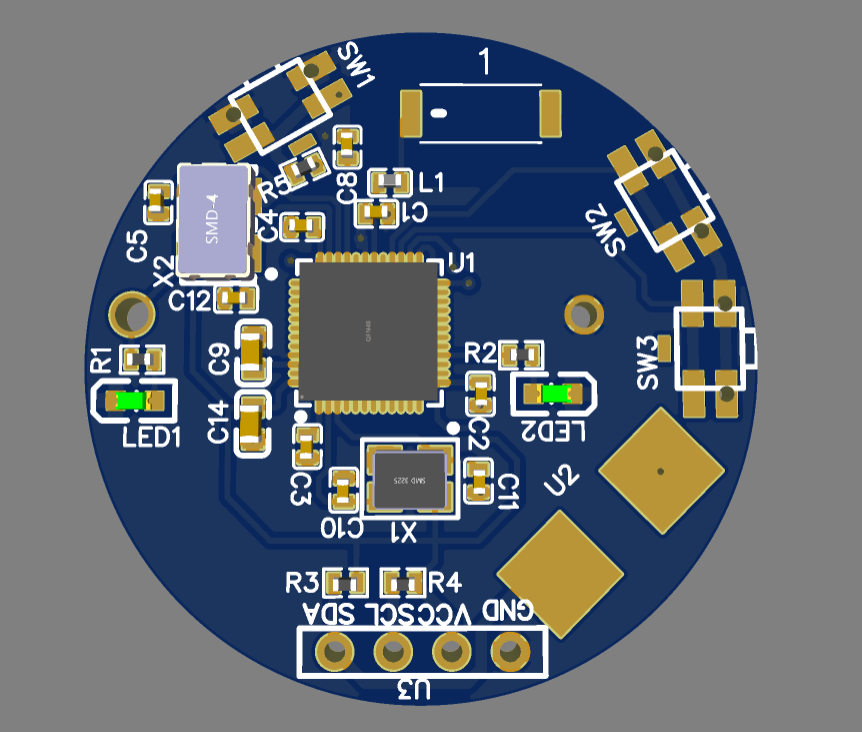 1
SW1
R5
C8
L1
C1
SMD-4
C4
C5
X2
SW2
U1
C12
R1
C9
R2
SW3
LED1
C14
C2
LED2
C3
SMD 3225
C11
U2
C10
X1
R3
R4
SDA
SCL
VCC
GND
U3